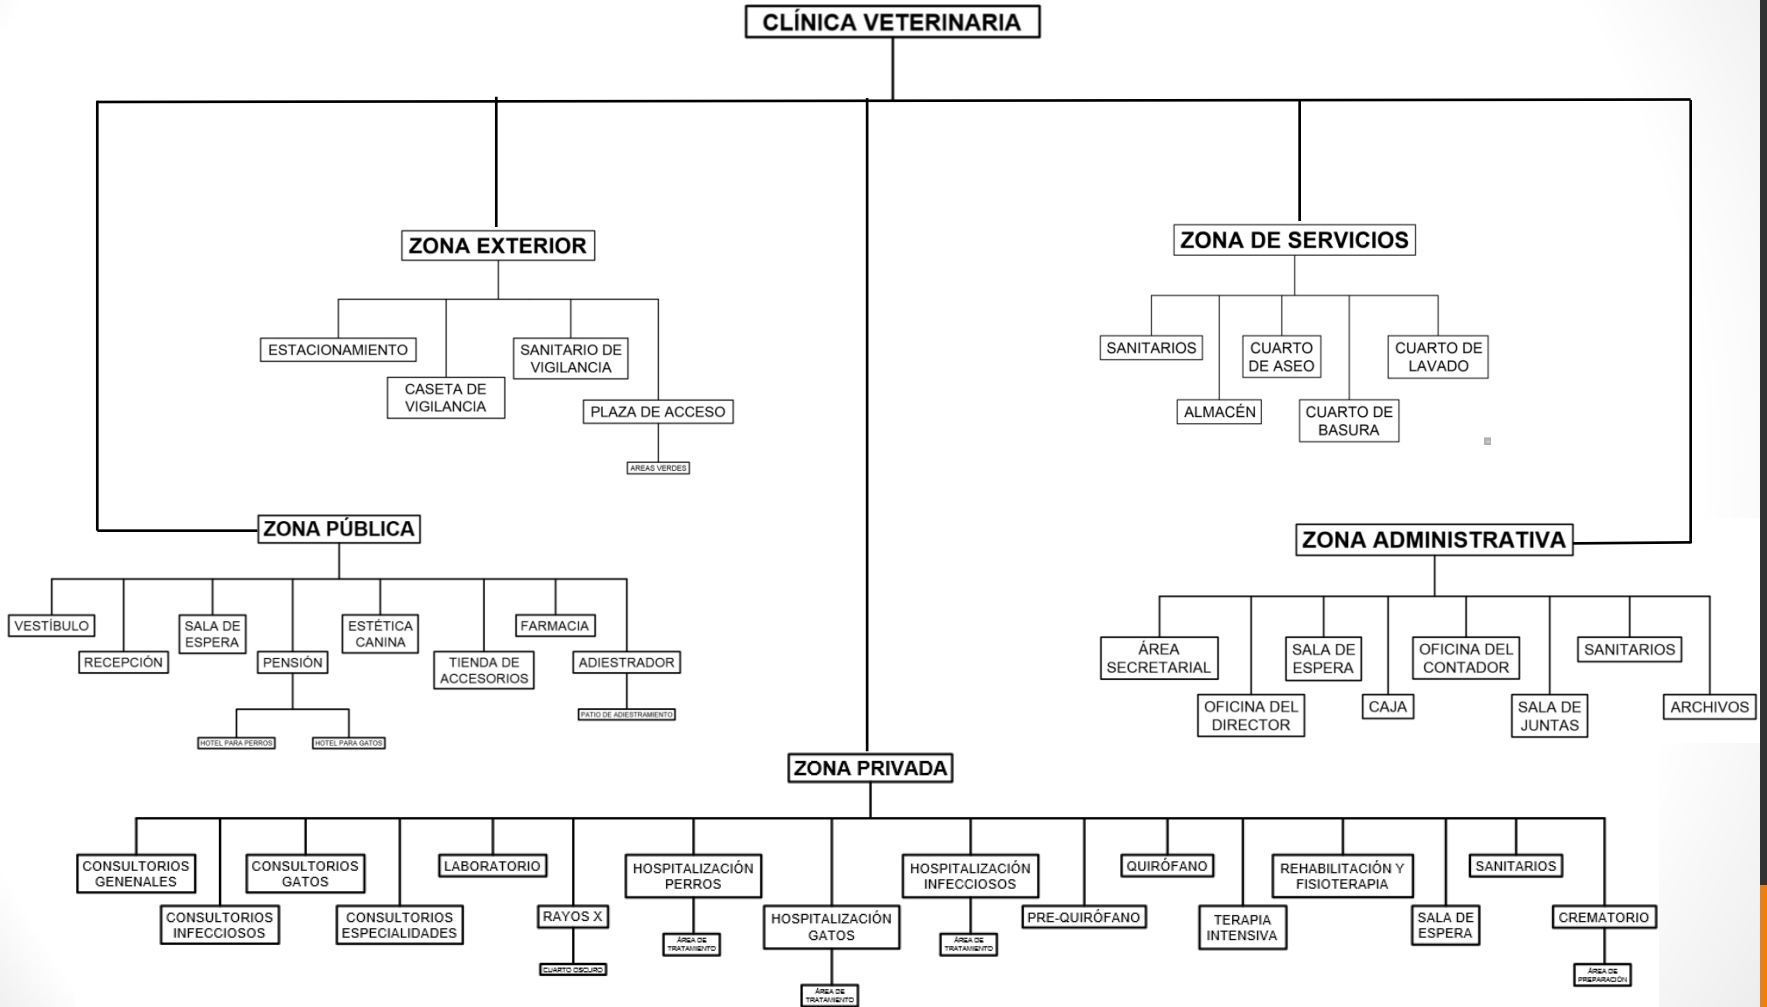 CLÍNICA VETERINARIA
ZONA EXTERIOR
ESTACIONAMIENTO
CASETA DE
VIGILANCIA
SANITARIO DE
VIGILANCIA
PLAZA DE ACCESO
AREAS VERDES
ZONA DE SERVICIOS
SANITARIOS
ALMACÉN
CUARTO
DE ASEO
CUARTO DE
BASURA
CUARTO DE
LAVADO
ZONA PÚBLICA
VESTÍBULO
RECEPCIÓN
SALA DE
ESPERA
PENSIÓN
HOTEL PARA PERROS
HOTEL PARA GATOS
ESTÉTICA
CANINA
TIENDA DE
ACCESORIOS
FARMACIA
ADIESTRADOR
PATIO DE ADIESTRAMIENTO
ZONA ADMINISTRATIVA
ÁREA
SECRETARIAL
OFICINA DEL
DIRECTOR
SALA DE
ESPERA
CAJA
OFICINA DEL
CONTADOR
SALA DE
JUNTAS
SANITARIOS
ARCHIVOS
ZONA PRIVADA
CONSULTORIOS
GENENALES
CONSULTORIOS
INFECCIOSOS
CONSULTORIOS
GATOS
CONSULTORIOS
ESPECIALIDADES
LABORATORIO
RAYOS X
CUARTO OSCURO
HOSPITALIZACIÓN
PERROS
ÁREA DE
TRATAMIENTO
HOSPITALIZACIÓN
GATOS
ÁREA DE
TRATAMIENTO
HOSPITALIZACIÓN
INFECCIOSOS
ÁREA DE
TRATAMIENTO
PRE-QUIRÓFANO
QUIRÓFANO
TERAPIA
INTENSIVA
REHABILITACIÓN Y
FISIOTERAPIA
SALA DE
ESPERA
SANITARIOS
CREMATORIO
ÁREA DE
PREPARACIÓN